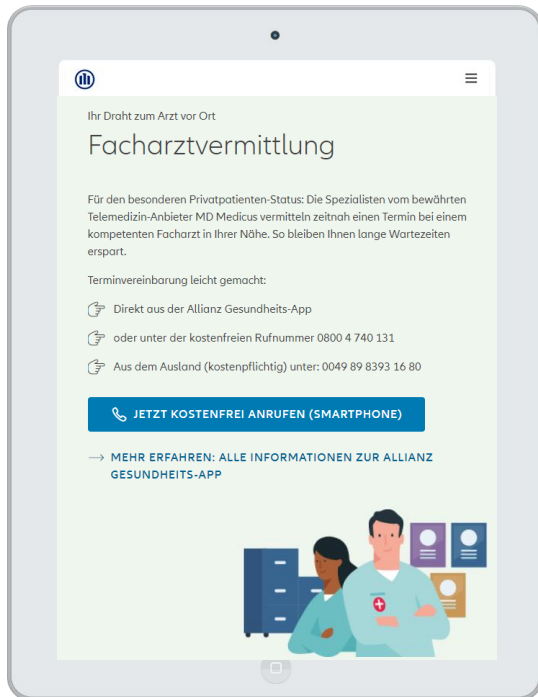 Ihr Draht zum Arzt vor Ort
Facharztvermittlung
Für den besonderen Privatpatienten-Status: Die Spezialisten vom bewährten
Telemedizin-Anbieter MD Medicus vermitteln zeitnah einen Termin bei einem
kompetenten Facharzt in Ihrer Nähe. So bleiben Ihnen lange Wartezeiten
erspart.
Terminvereinbarung leicht gemacht:
Direkt aus der Allianz Gesundheits-App
oder unter der kostenfreien Rufnummer 0800 4 740 131
Aus dem Ausland (kostenpflichtig) unter: 0049 89 8393 16 80
JETZT KOSTENFREI ANRUFEN (SMARTPHONE)
MEHR ERFAHREN: ALLE INFORMATIONEN ZUR ALLIANZ
GESUNDHEITS-APP